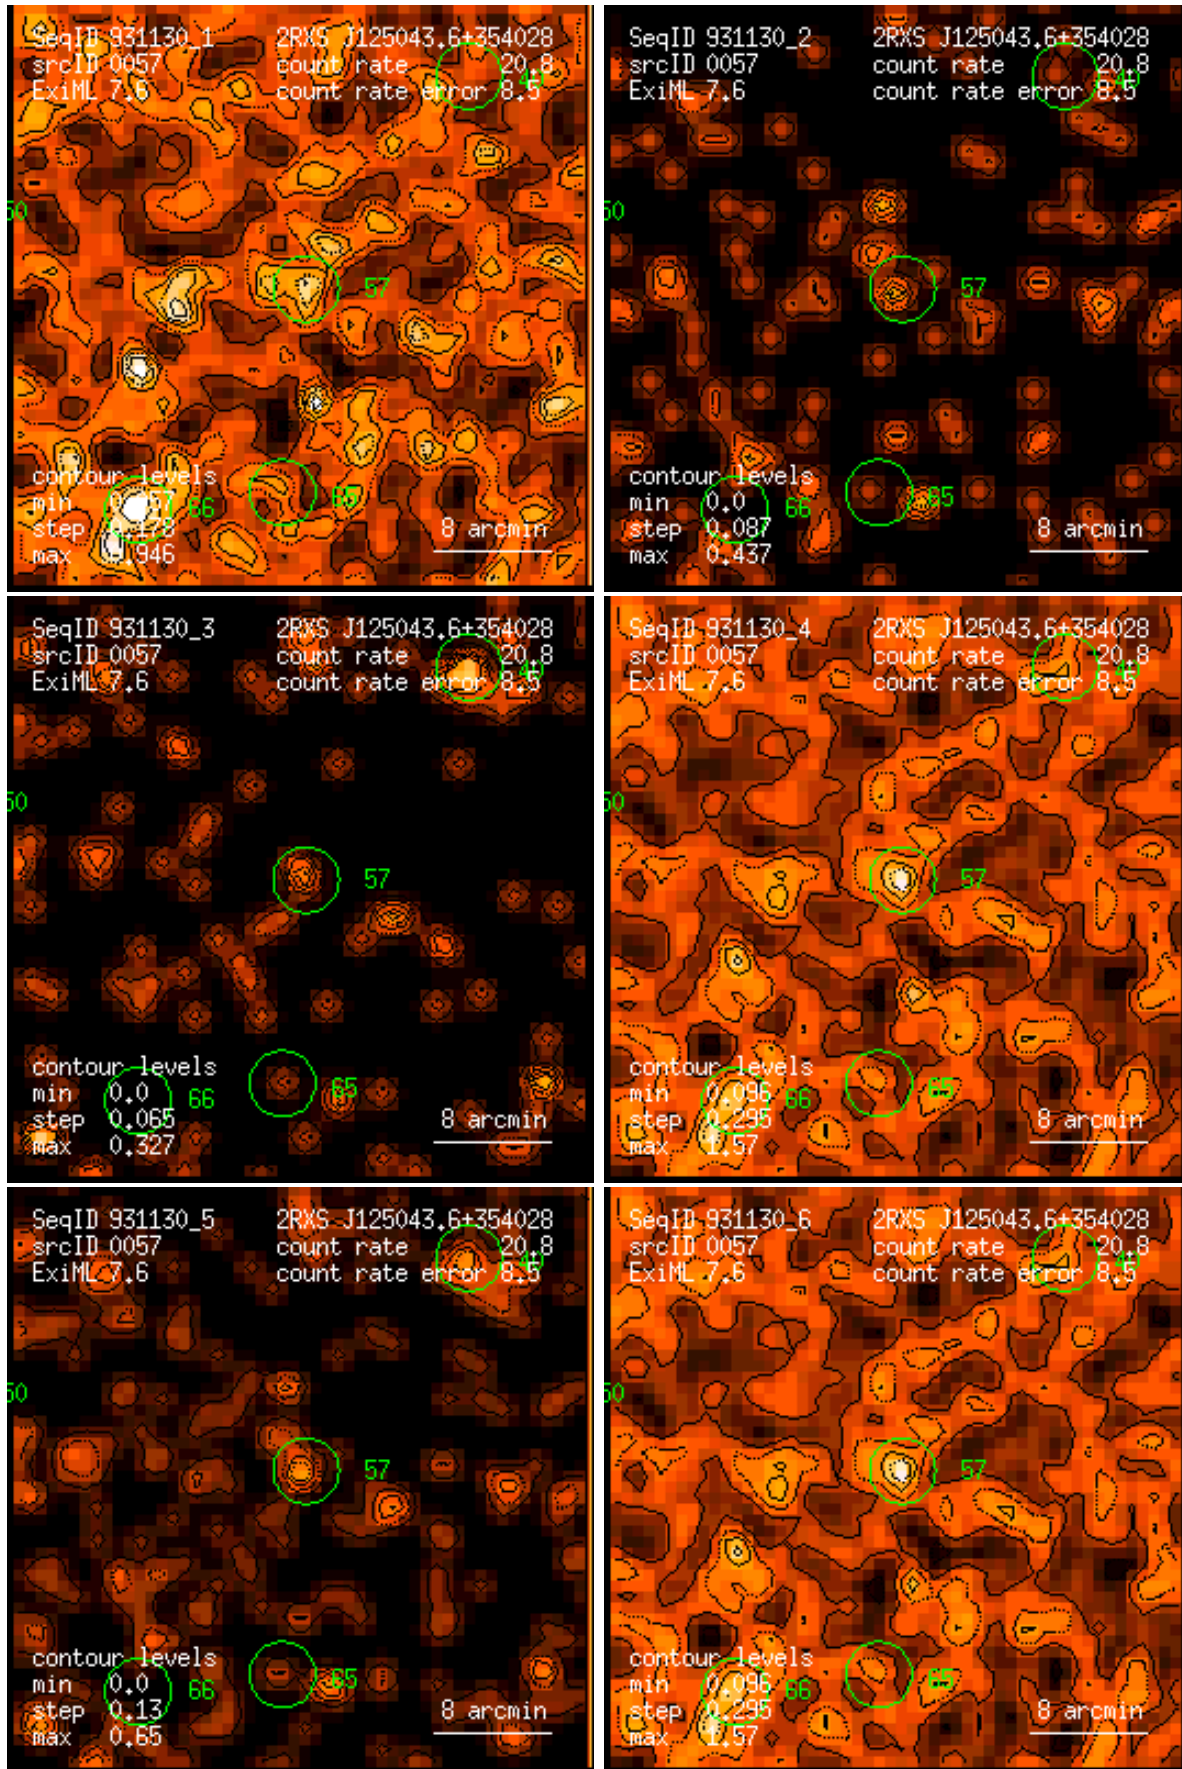 SeqID 931130_1 2RXS J125043.6+354028
srcID 0057 count rate 20.8
ExiML 7.6 count rate error 8.5
50
57
contour levels
min
66 65
step 0.178 8 arcmin
max 0.946
SeqID 931130_2 2RXS J125043.6+354028
srcID 0057 count rate 20.8
ExiML 7.6 count rate error 8.5
50
57
contour levels
min 0.0
66 65
step 0.087 8 arcmin
max 0.437
SeqID 931130_3 2RXS J125043.6+354028
srcID 0057 count rate 20.8
ExiML 7.6 count rate error 8.5
50
57
contour levels
min 0.0
66 65
step 0.065 8 arcmin
max 0.327
SeqID 931130_4 2RXS J125043.6+354028
srcID 0057 count rate 20.8
ExiML 7.6 count rate error 8.5
50
57
contour levels
min 0.096
66 65
step 0.295 8 arcmin
max 1.57
SeqID 931130_5 2RXS J125043.6+354028
srcID 0057 count rate 20.8
ExiML 7.6 count rate error 8.5
50
57
contour levels
min 0.0
66 65
step 0.13 8 arcmin
max 0.65
SeqID 931130_6 2RXS J125043.6+354028
srcID 0057 count rate 20.8
ExiML 7.6 count rate error 8.5
50
57
contour levels
min 0.096
66 65
step 0.295 8 arcmin
max 1.57